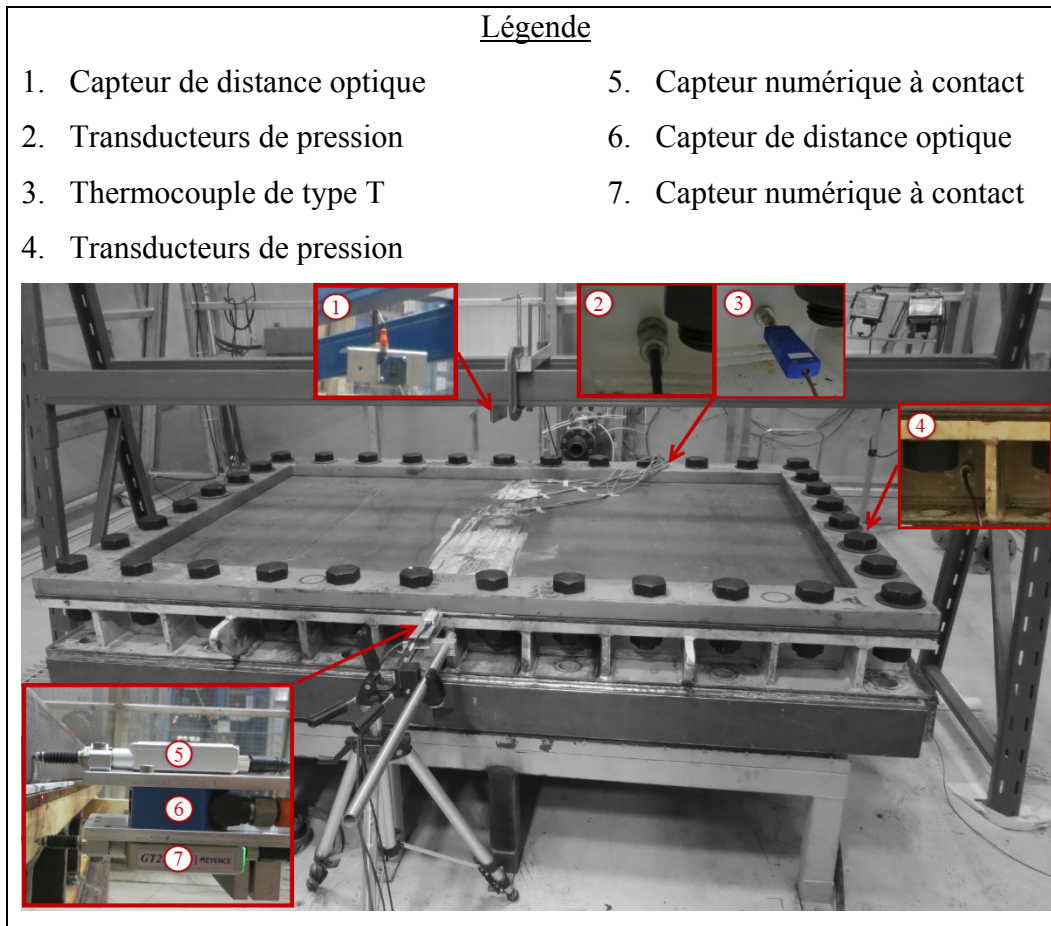 Légende
1. Capteur de distance optique
2. Transducteurs de pression
3. Thermocouple de type T
4. Transducteurs de pression
5. Capteur numérique à contact
6. Capteur de distance optique
7. Capteur numérique à contact
1
2
3
4
5
6
GT2 7 KEYENCE